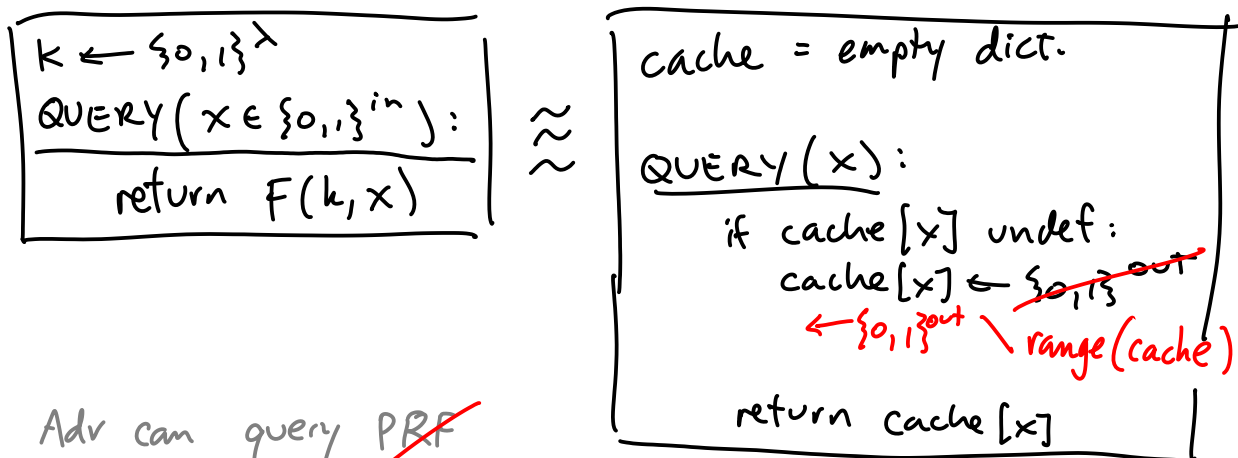 k ← {0,1}^λ
QUERY(x ∈ {0,1}^in):
return F(k,x)
≈
cache = empty dict.
QUERY(x):
if cache[x] undef:
cache[x] ← {0,1}^out
← {0,1}^out \ range(cache)
return cache[x]
Adv can query PRF